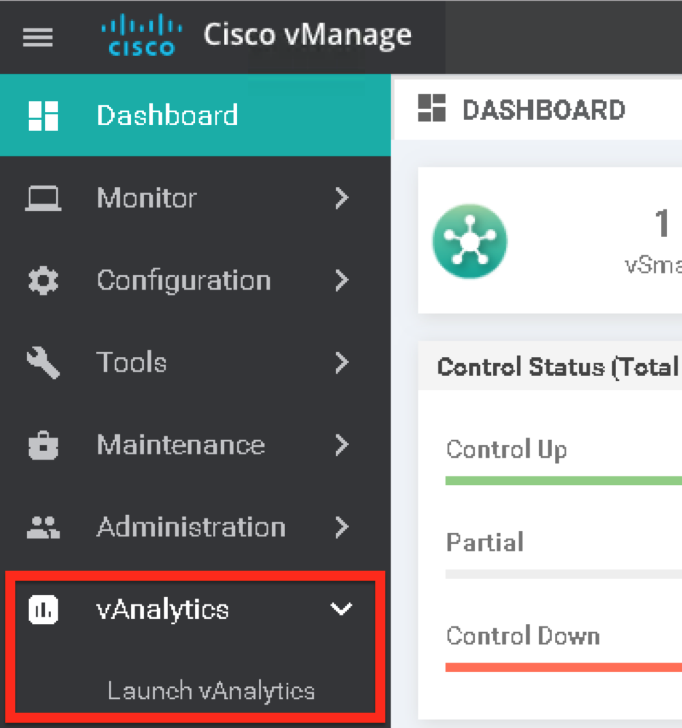 CISCO Cisco vManage
Dashboard
DASHBOARD
Monitor
1
vSma
Configuration
Tools
Control Status (Total
Maintenance
Control Up
Administration
Partial
vAnalytics
Control Down
Launch vAnalytics